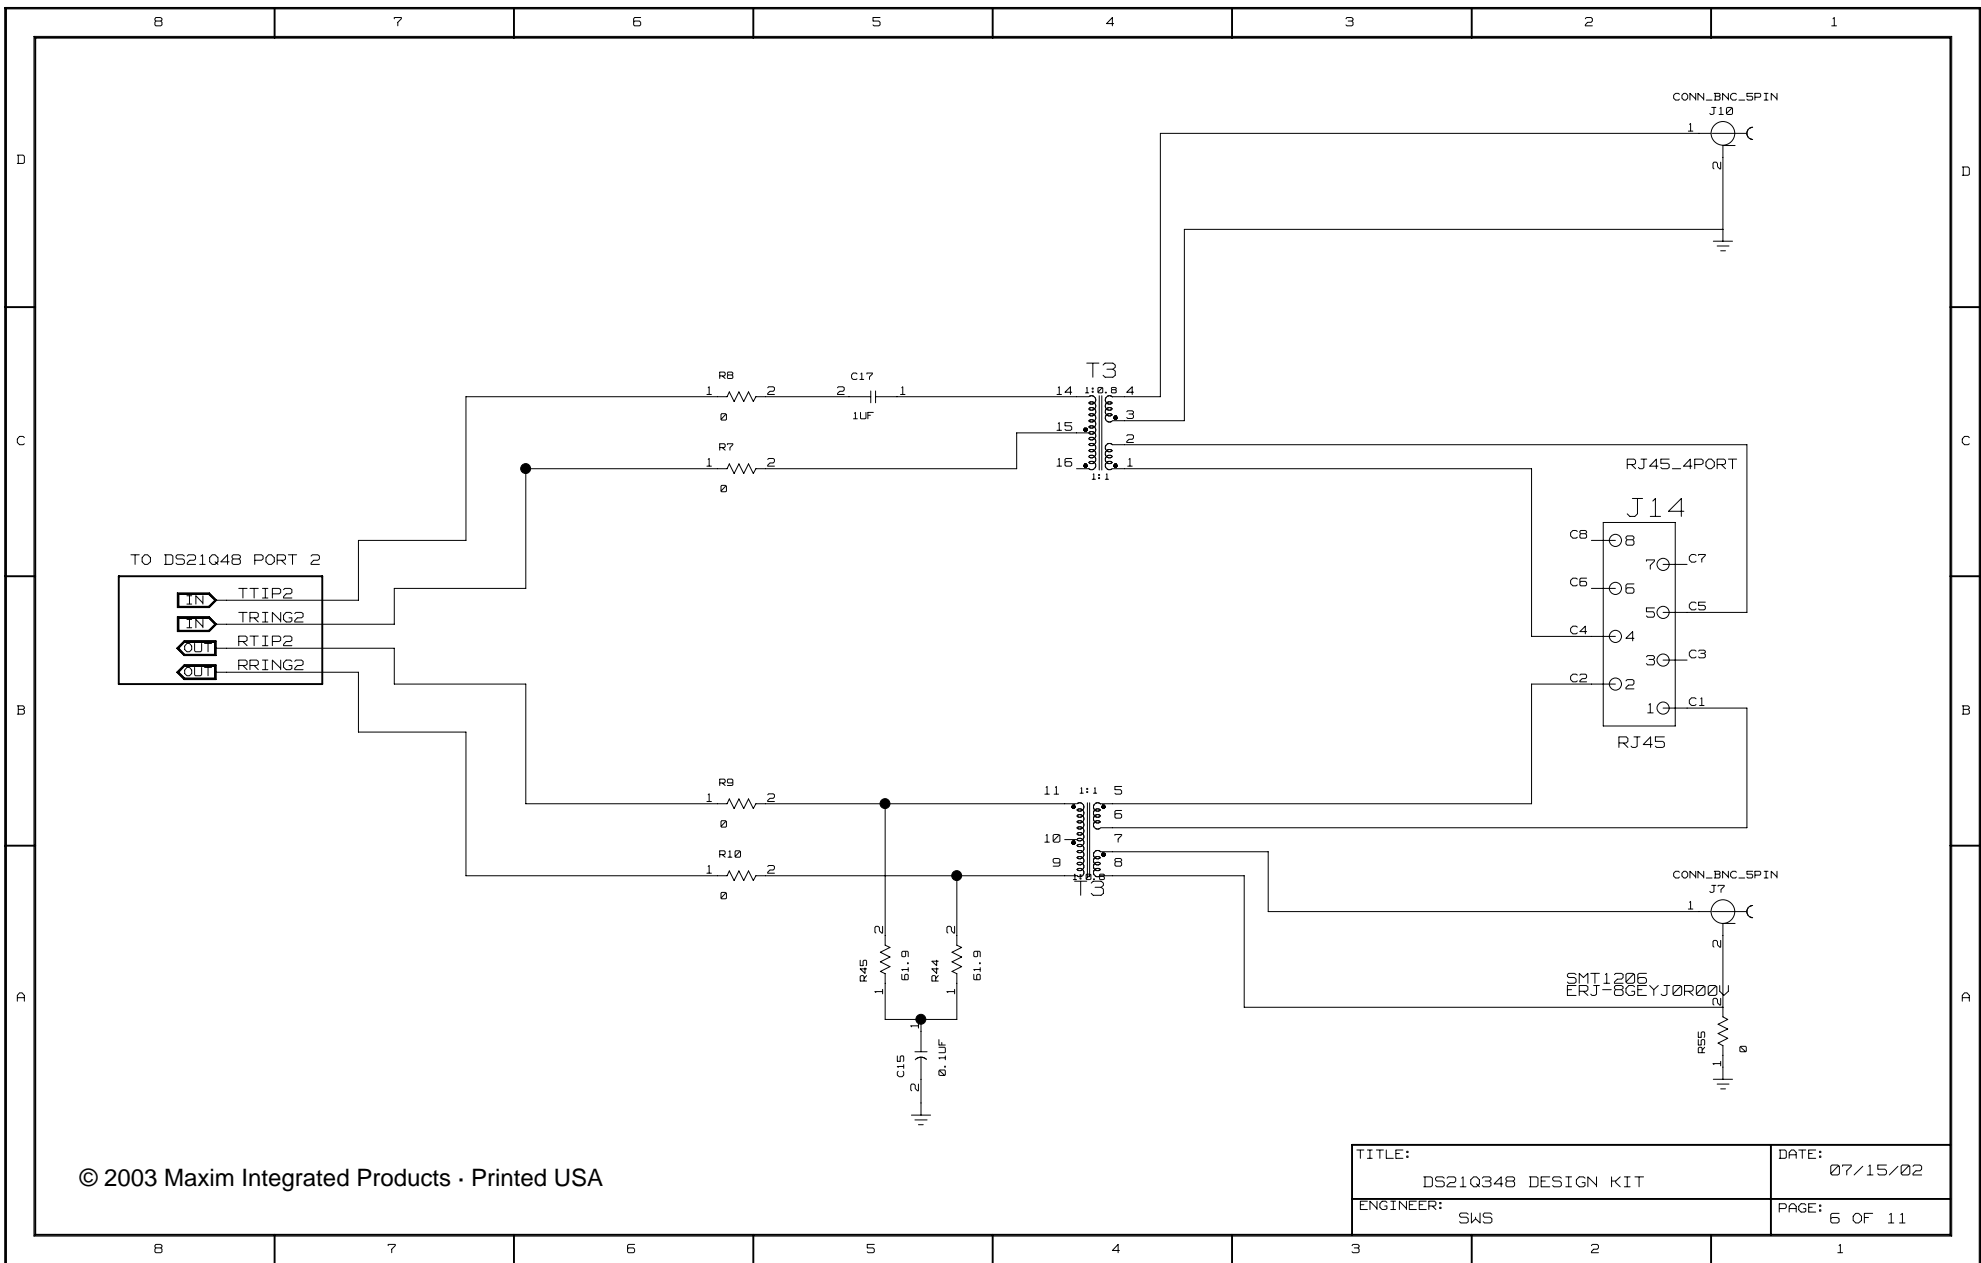 8 7 6 5 4 3 2 1
CONN_BNC_5PIN
J10
1
2
D
D
T3
R8
C17
1 2
2 1
14 1:0.8 4
0
1UF
3
15
C
C
R7
2
1 2
16 1
1:1
0
RJ45_4PORT
J14
C8 8
7 C7
TO DS21Q48 PORT 2
C6 6
IN TTIP2
5 C5
IN TRING2
C4 4
OUT RTIP2
3 C3
OUT RRING2
C2 2
B
B
1 C1
RJ45
R9
11 1:1 5
1 2
6
0
10 7
R10
9 8
1 2
T3
0
CONN_BNC_5PIN
J7
1
2
2 2
R45 61.9 R44 61.9
1 1
SMT1206
ERJ-8GEYJ0R00V
A
A
2
R55 0
1
1
C15 0.1UF
2
TITLE:
DS21Q348 DESIGN KIT
DATE:
07/15/02
© 2003 Maxim Integrated Products · Printed USA
ENGINEER:
SWS
PAGE:
6 OF 11
8 7 6 5 4 3 2 1